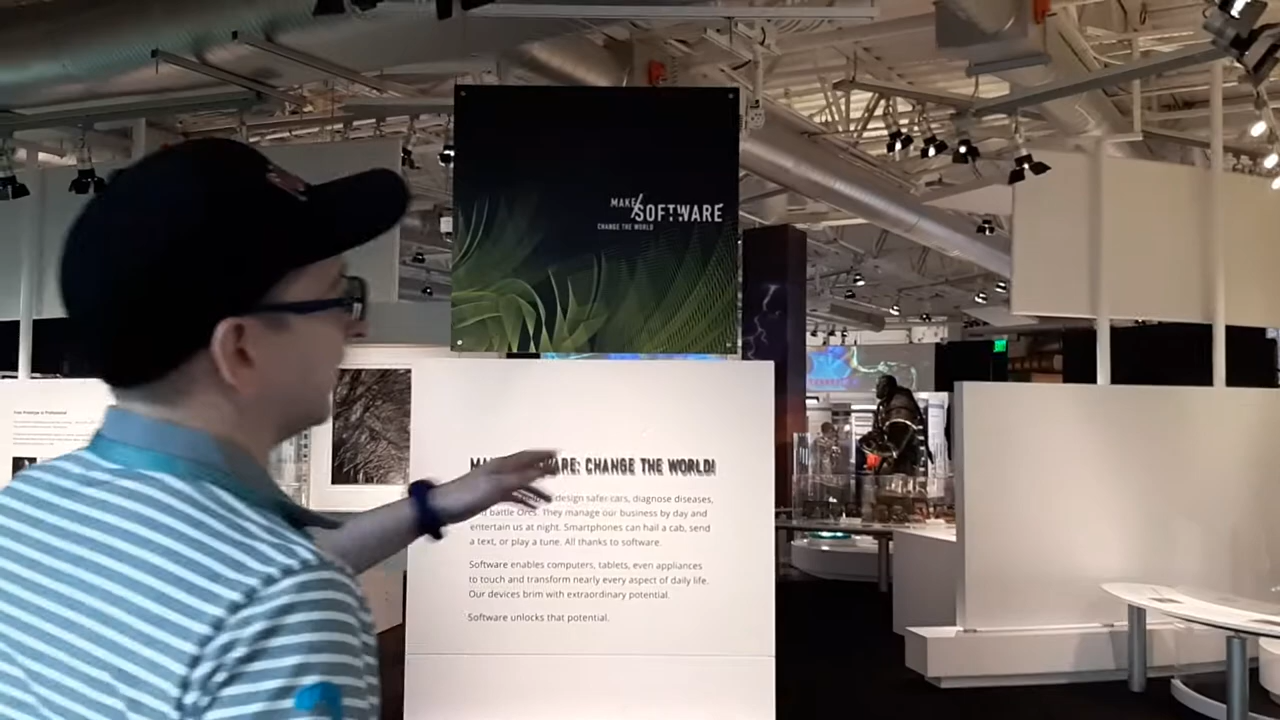 MAKE
SOFTWARE
CHANGE THE WORLD
CHANGE THE WORLD!
design safer cars, diagnose diseases,
battle Orcs. They manage our business by day and
entertain us at night. Smartphones can hail a cab, send
a text, or play a tune. All thanks to software.
Software enables computers, tablets, even appliances
to touch and transform nearly every aspect of daily life.
Our devices brim with extraordinary potential.
Software unlocks that potential.